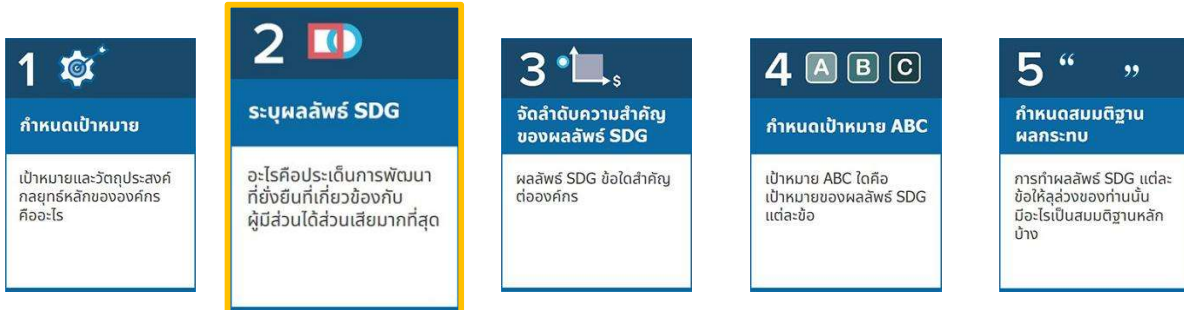 1
กำหนดเป้าหมาย
เป้าหมายและวัตถุประสงค์
กลยุทธ์หลักขององค์กร
คืออะไร
2
ระบุผลลัพธ์ SDG
อะไรคือประเด็นการพัฒนา
ที่ยั่งยืนที่เกี่ยวข้องกับ
ผู้มีส่วนได้ส่วนเสียมากที่สุด
3 $
จัดลำดับความสำคัญ
ของผลลัพธ์ SDG
ผลลัพธ์ SDG ข้อใดสำคัญ
ต่อองค์กร
4 A B C
กำหนดเป้าหมาย ABC
เป้าหมาย ABC ใดคือ
เป้าหมายของผลลัพธ์ SDG
แต่ละข้อ
5 “ ”
กำหนดสมมติฐาน
ผลกระทบ
การทำผลลัพธ์ SDG แต่ละ
ข้อให้ลุล่วงของท่านนั้น
มีอะไรเป็นสมมติฐานหลัก
บ้าง